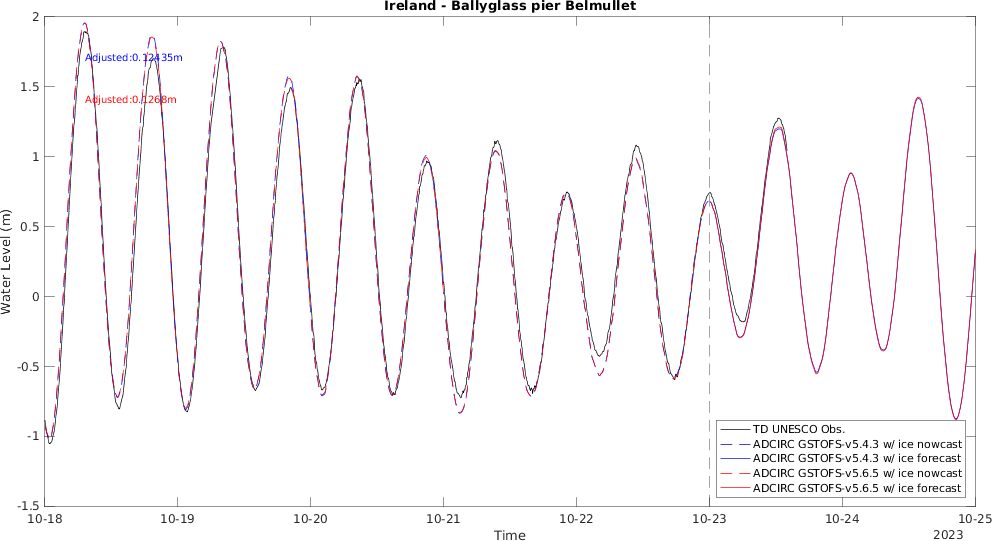 Ireland - Ballyglass pier Belmullet
2
Adjusted:0.12435m
1.5
Adjusted:0.1268m
1
0.5
0
-0.5
-1
-1.5
Water Level (m)
TD UNESCO Obs.
ADCIRC GSTOFS-v5.4.3 w/ ice nowcast
ADCIRC GSTOFS-v5.4.3 w/ ice forecast
ADCIRC GSTOFS-v5.6.5 w/ ice nowcast
ADCIRC GSTOFS-v5.6.5 w/ ice forecast
10-18 10-19 10-20 10-21 10-22 10-23 10-24 10-25
Time
2023